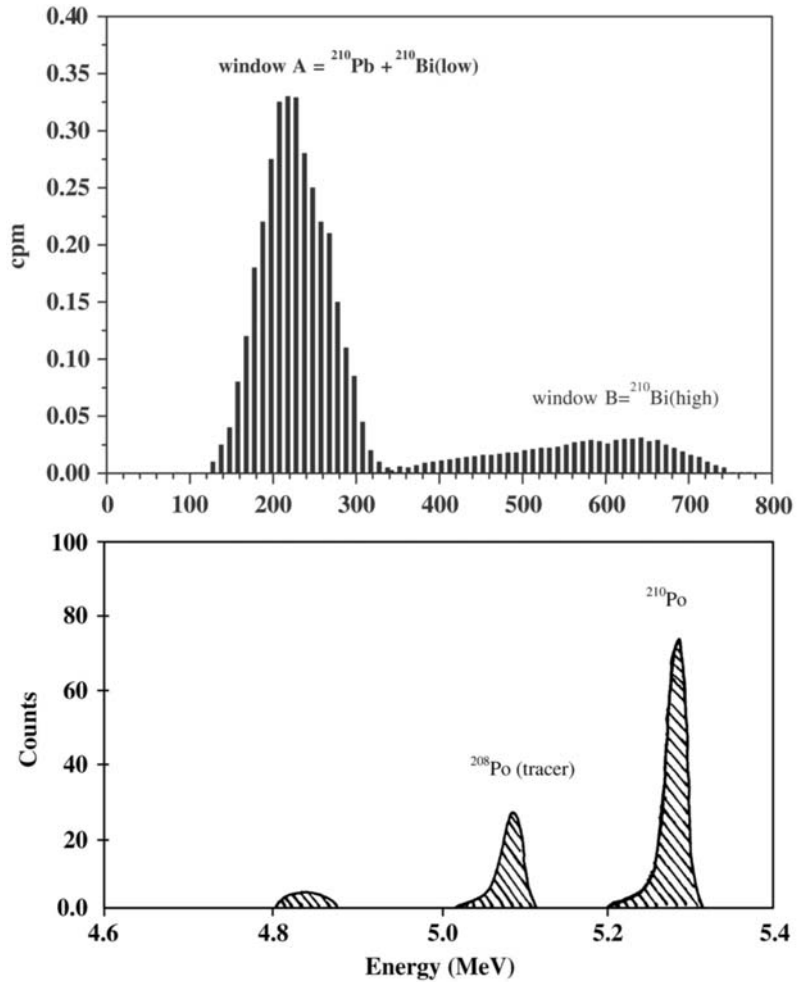 0.40
window A = ²¹⁰Pb + ²¹⁰Bi(low)
0.35
0.30
0.25
cpm
0.20
0.15
0.10
window B=²¹⁰Bi(high)
0.05
0.00
0 100 200 300 400 500 600 700 800
100
²¹⁰Po
80
60
Counts
²⁰⁸Po (tracer)
40
20
0.0
4.6 4.8 5.0 5.2 5.4
Energy (MeV)